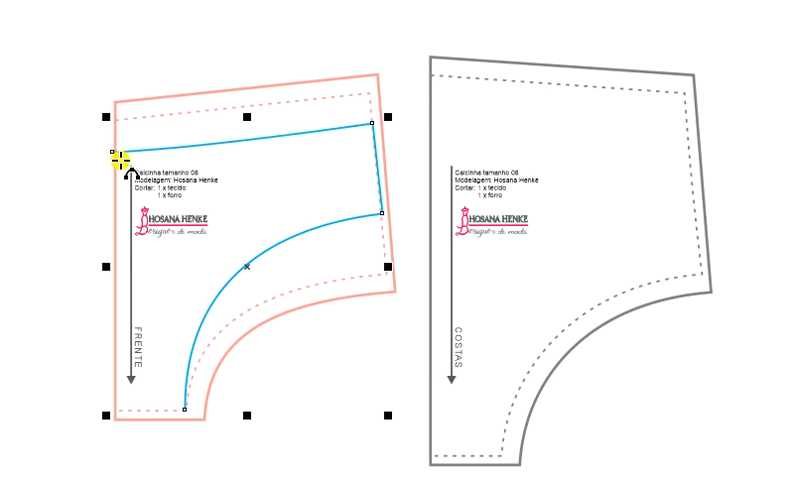 Calcinha tamanho 08
Modelagem: Hosana Henke
Cortar: 1 x tecido
1 x forro
HOSANA HENKE
Designer de moda
FRENTE
Calcinha tamanho 08
Modelagem: Hosana Henke
Cortar: 1 x tecido
1 x forro
HOSANA HENKE
Designer de moda
COSTAS